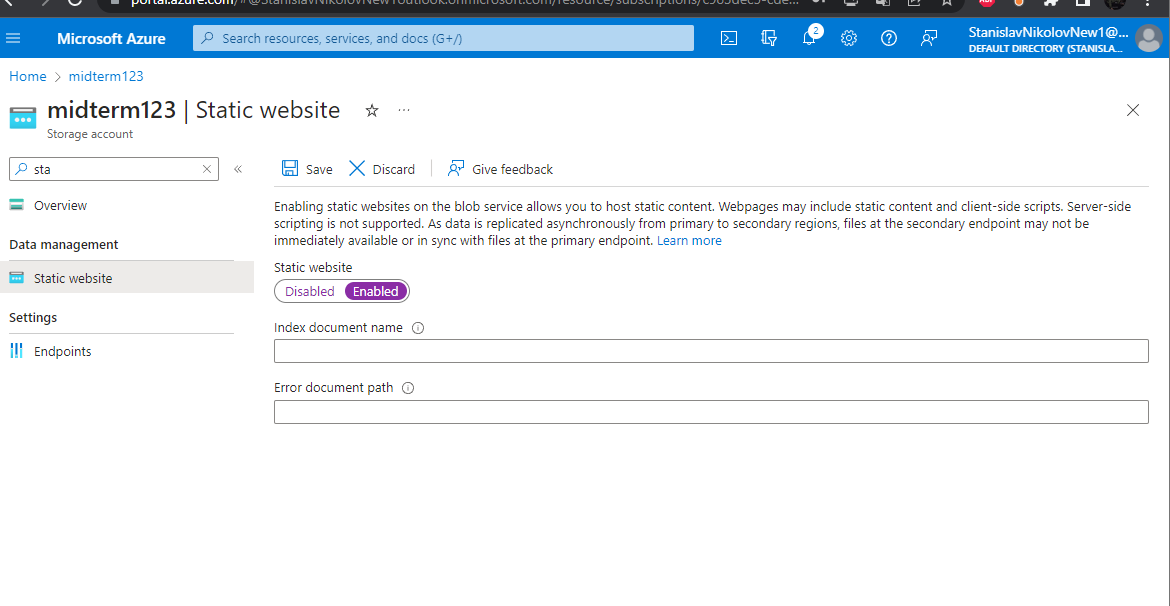 portal.azure.com/#@StanislavNikolovNew1outlook.onmicrosoft.com/resource/subscriptions/
Microsoft Azure
Search resources, services, and docs (G+/)
2
StanislavNikolovNew1@...
DEFAULT DIRECTORY (STANISLA...
Home > midterm123
midterm123 | Static website
Storage account
sta
Overview
Data management
Static website
Settings
Endpoints
Save
Discard
Give feedback
Enabling static websites on the blob service allows you to host static content. Webpages may include static content and client-side scripts. Server-side
scripting is not supported. As data is replicated asynchronously from primary to secondary regions, files at the secondary endpoint may not be
immediately available or in sync with files at the primary endpoint. Learn more
Static website
Disabled Enabled
Index document name
Error document path